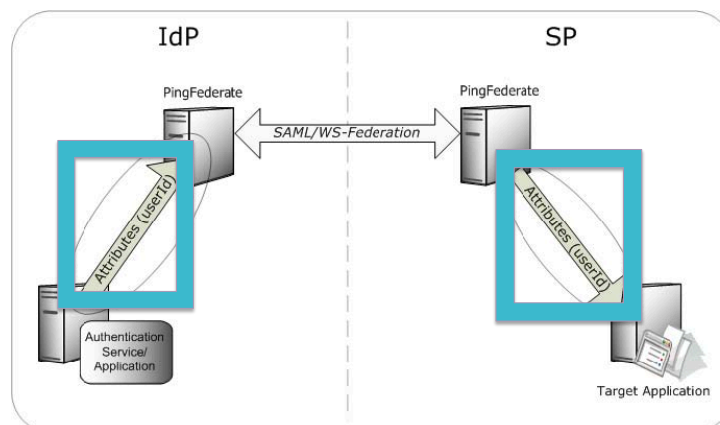 IdP
SP
PingFederate
PingFederate
SAML/WS-Federation
Attributes (userId)
Attributes (userId)
Authentication
Service/
Application
Target Application